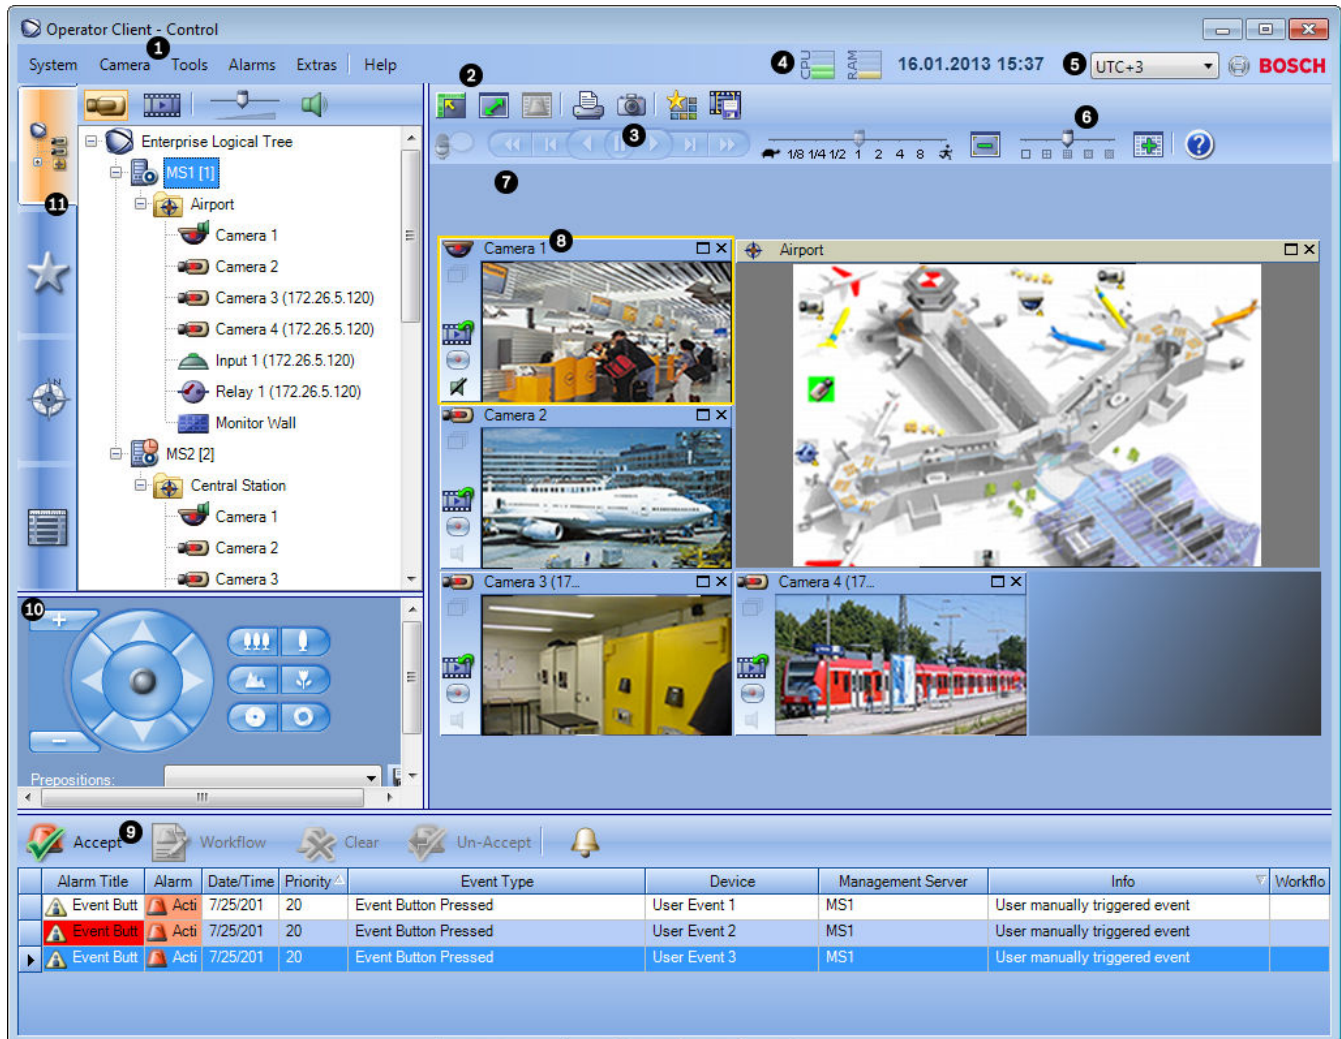 Operator Client - Control
System Camera Tools Alarms Extras Help
1
4 CPU RAM 16.01.2013 15:37 5 UTC+3 BOSCH
2
3
1/8 1/4 1/2 1 2 4 8
6
7
11
Enterprise Logical Tree
MS1 [1]
Airport
Camera 1
Camera 2
Camera 3 (172.26.5.120)
Camera 4 (172.26.5.120)
Input 1 (172.26.5.120)
Relay 1 (172.26.5.120)
Monitor Wall
MS2 [2]
Central Station
Camera 1
Camera 2
Camera 3
N
Camera 1 8
Airport
Camera 2
Camera 3 (17...
Camera 4 (17...
10
Prepositions:
Accept 9 Workflow Clear Un-Accept
Alarm Title Alarm Date/Time Priority Event Type Device Management Server Info Workflo
Event Butt Acti 7/25/201 20 Event Button Pressed User Event 1 MS1 User manually triggered event
Event Butt Acti 7/25/201 20 Event Button Pressed User Event 2 MS1 User manually triggered event
Event Butt Acti 7/25/201 20 Event Button Pressed User Event 3 MS1 User manually triggered event